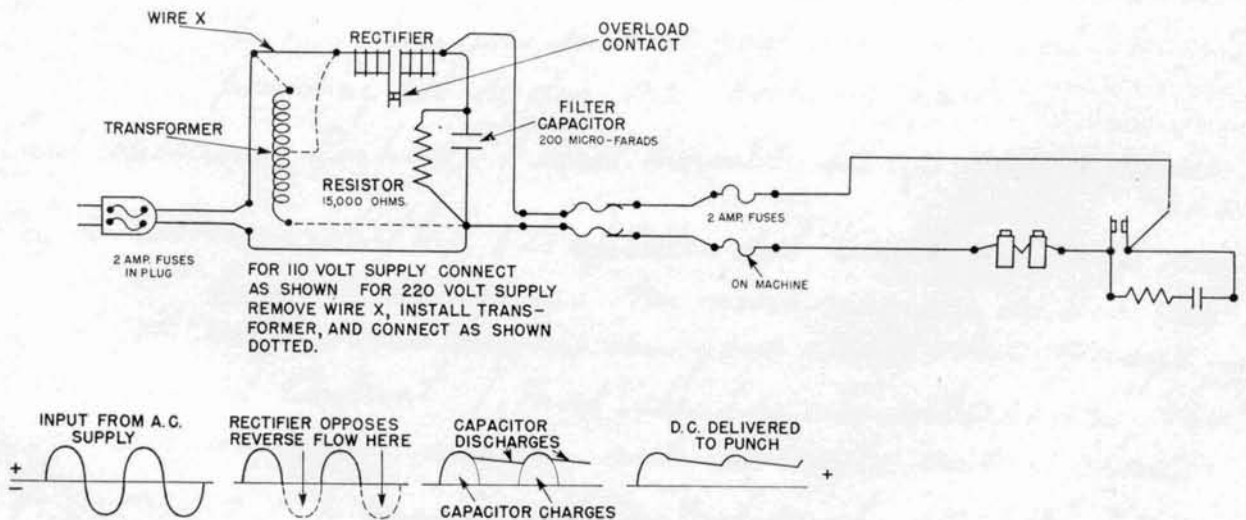 WIRE X
RECTIFIER
OVERLOAD
CONTACT
TRANSFORMER
FILTER
CAPACITOR
200 MICRO-FARADS
RESISTOR
15,000 OHMS.
2 AMP. FUSES
IN PLUG
2 AMP. FUSES
ON MACHINE
FOR 110 VOLT SUPPLY CONNECT
AS SHOWN FOR 220 VOLT SUPPLY
REMOVE WIRE X, INSTALL TRANS-
FORMER, AND CONNECT AS SHOWN
DOTTED.
INPUT FROM A.C.
SUPPLY
+
−
RECTIFIER OPPOSES
REVERSE FLOW HERE
CAPACITOR
DISCHARGES
CAPACITOR CHARGES
D.C. DELIVERED
TO PUNCH
+